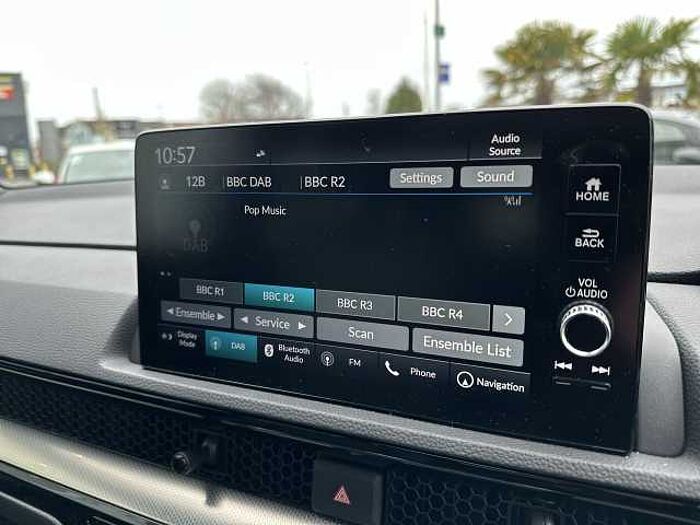 10:57
Audio Source
12B BBC DAB BBC R2 Settings Sound
Pop Music
DAB
HOME
BACK
VOL
AUDIO
BBC R1 BBC R2 BBC R3 BBC R4
Ensemble Service Scan Ensemble List
Display Mode DAB Bluetooth Audio FM Phone Navigation